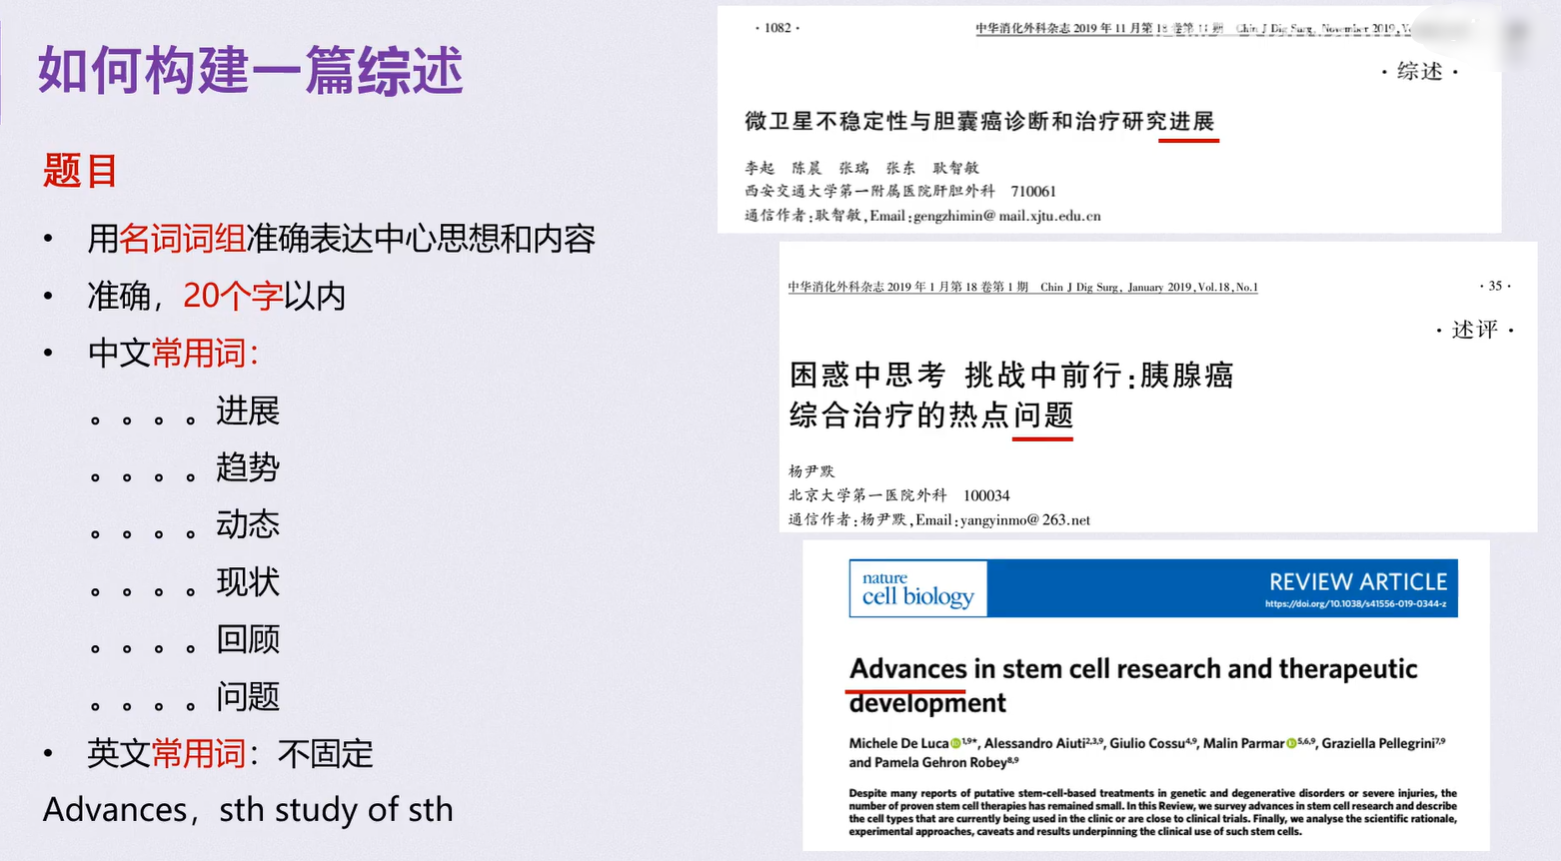 如何构建一篇综述
题目
• 用名词词组准确表达中心思想和内容
• 准确，20个字以内
• 中文常用词：
。。。。进展
。。。。趋势
。。。。动态
。。。。现状
。。。。回顾
。。。。问题
• 英文常用词：不固定
Advances，sth study of sth
· 1082 ·
中华消化外科杂志 2019 年 11 月第 18 卷第 11 期 Chin J Dig Surg, November 2019,
· 综述 ·
微卫星不稳定性与胆囊癌诊断和治疗研究进展
李起 陈晨 张瑞 张东 耿智敏
西安交通大学第一附属医院肝胆外科 710061
通信作者:耿智敏,Email:gengzhimin@ mail.xjtu.edu.cn
中华消化外科杂志 2019 年 1 月第 18 卷第 1 期 Chin J Dig Surg, January 2019,Vol.18,No.1
· 35 ·
· 述评 ·
困惑中思考 挑战中前行:胰腺癌
综合治疗的热点问题
杨尹默
北京大学第一医院外科 100034
通信作者:杨尹默,Email:yangyinmo@ 263.net
nature
cell biology
REVIEW ARTICLE
https://doi.org/10.1038/s41556-019-0344-z
Advances in stem cell research and therapeutic
development
Michele De Luca 1,9*, Alessandro Aiuti2,3,9, Giulio Cossu4,9, Malin Parmar 5,6,9, Graziella Pellegrini7,9
and Pamela Gehron Robey8,9
Despite many reports of putative stem-cell-based treatments in genetic and degenerative disorders or severe injuries, the
number of proven stem cell therapies has remained small. In this Review, we survey advances in stem cell research and describe
the cell types that are currently being used in the clinic or are close to clinical trials. Finally, we analyse the scientific rationale,
experimental approaches, caveats and results underpinning the clinical use of such stem cells.